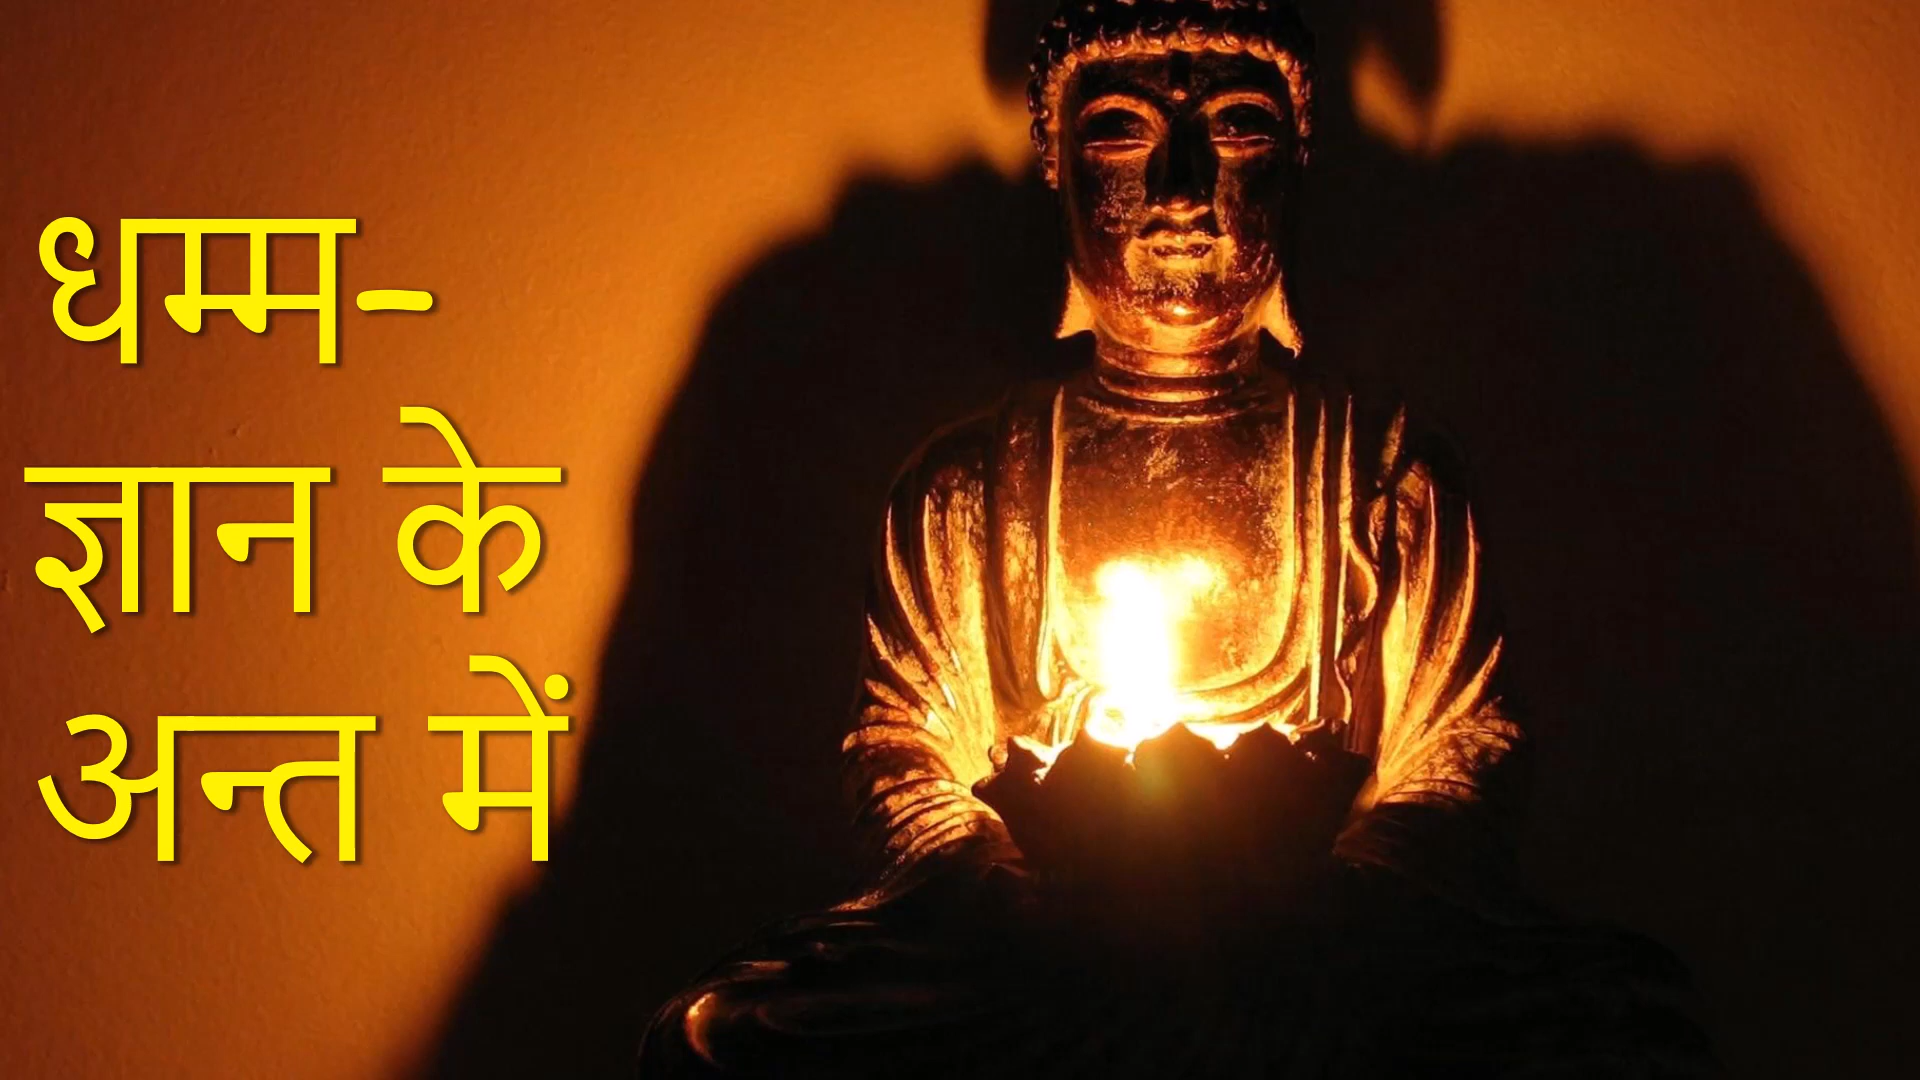 धम्म-
ज्ञान के
अन्त में